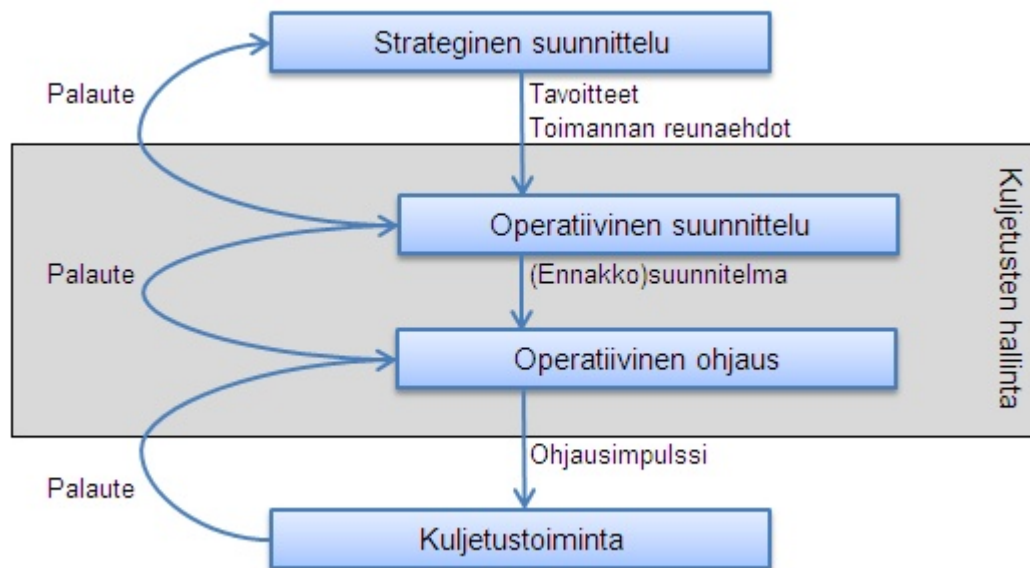 Strateginen suunnittelu
Palaute
Tavoitteet
Toimannan reunaehdot
Kuljetusten hallinta
Operatiivinen suunnittelu
Palaute
(Ennakko)suunnitelma
Operatiivinen ohjaus
Ohjausimpulssi
Palaute
Kuljetustoiminta